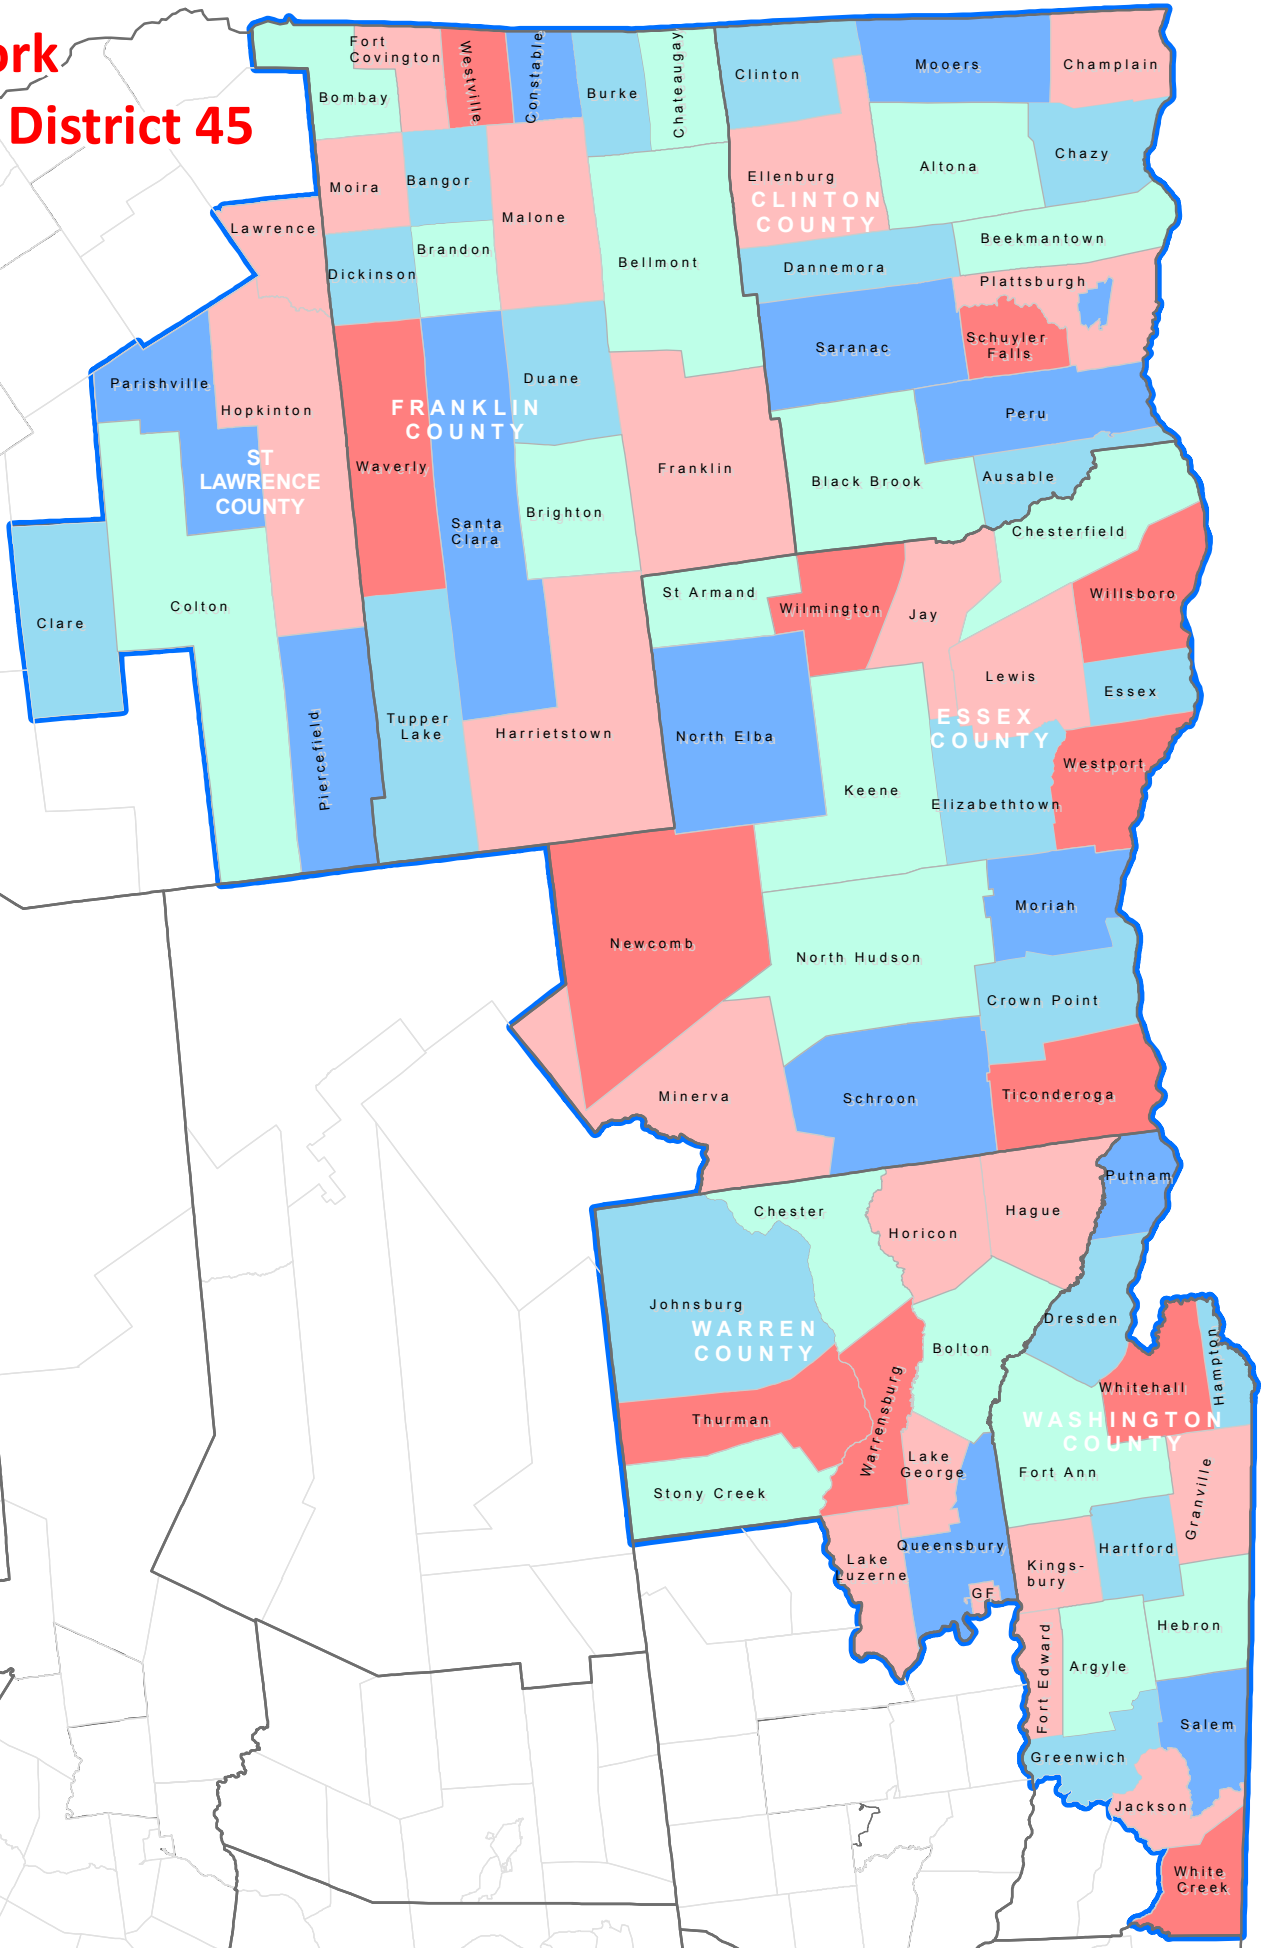 ork
District 45
Fort
Covington
Westville
Constable
Burke
Chateaugay
Clinton
Mooers
Champlain
Bombay
Moira
Bangor
Malone
Ellenburg
Altona
Chazy
CLINTON
COUNTY
Lawrence
Brandon
Dickinson
Bellmont
Dannemora
Beekmantown
Plattsburgh
Saranac
Schuyler
Falls
Parishville
Hopkinton
Duane
Peru
FRANKLIN
COUNTY
ST
LAWRENCE
COUNTY
Waverly
Franklin
Black Brook
Ausable
Santa
Clara
Brighton
Chesterfield
Clare
Colton
St Armand
Wilmington
Jay
Willsboro
Lewis
Essex
ESSEX
COUNTY
Piercefield
Tupper
Lake
Harrietstown
North Elba
Westport
Keene
Elizabethtown
Newcomb
North Hudson
Moriah
Crown Point
Minerva
Schroon
Ticonderoga
Putnam
Chester
Horicon
Hague
Johnsburg
WARREN
COUNTY
Bolton
Dresden
Hampton
Thurman
Warrensburg
Whitehall
WASHINGTON
COUNTY
Lake
George
Fort Ann
Stony Creek
Granville
Queensbury
Hartford
Lake
Luzerne
Kings-
bury
GF
Hebron
Fort Edward
Argyle
Salem
Greenwich
Jackson
White
Creek